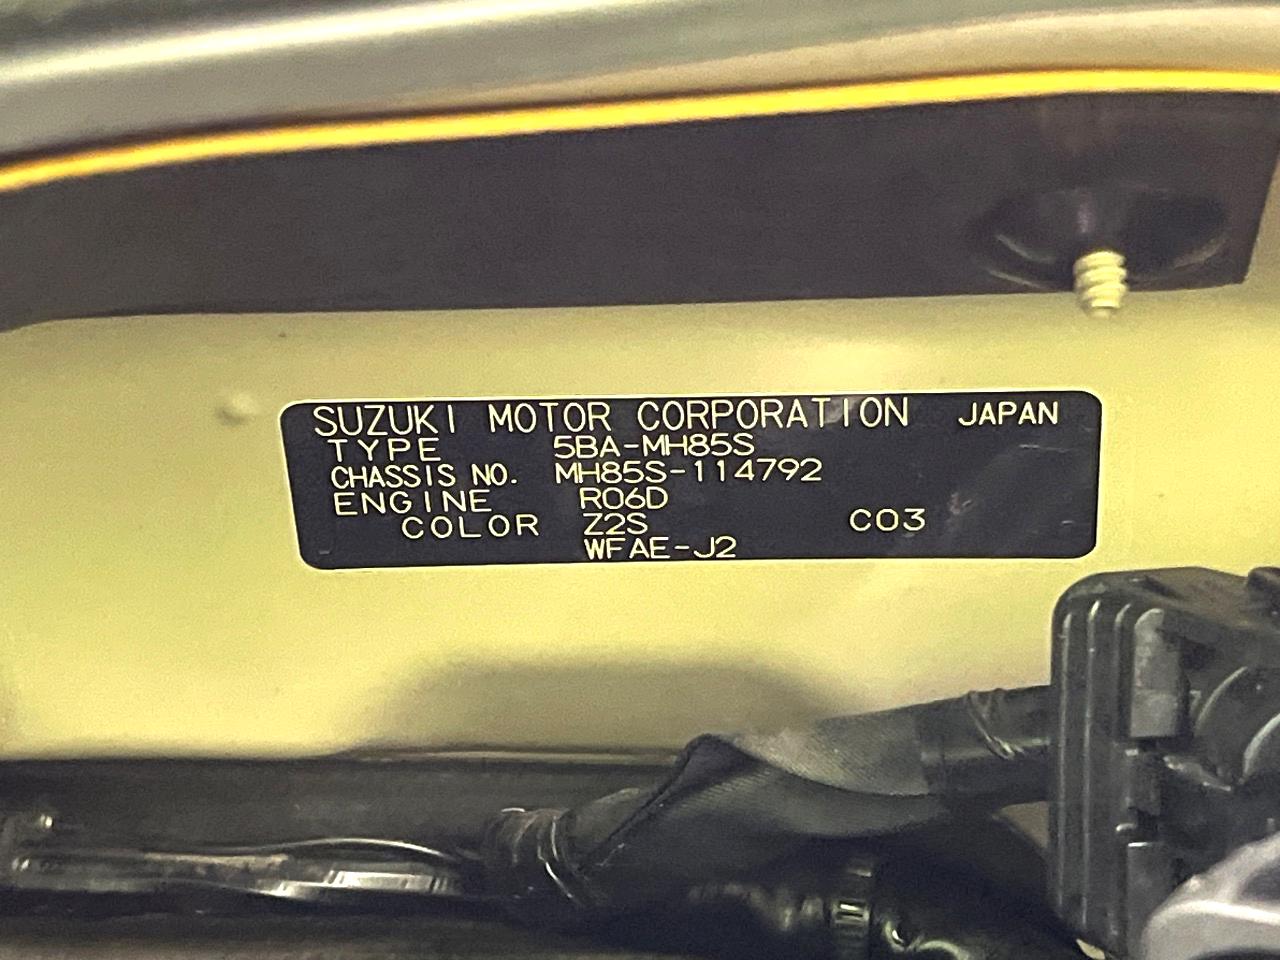 SUZUKI MOTOR CORPORATION JAPAN
TYPE 5BA-MH85S
CHASSIS NO. MH85S-114792
ENGINE R06D
COLOR Z2S C03
WFAE-J2